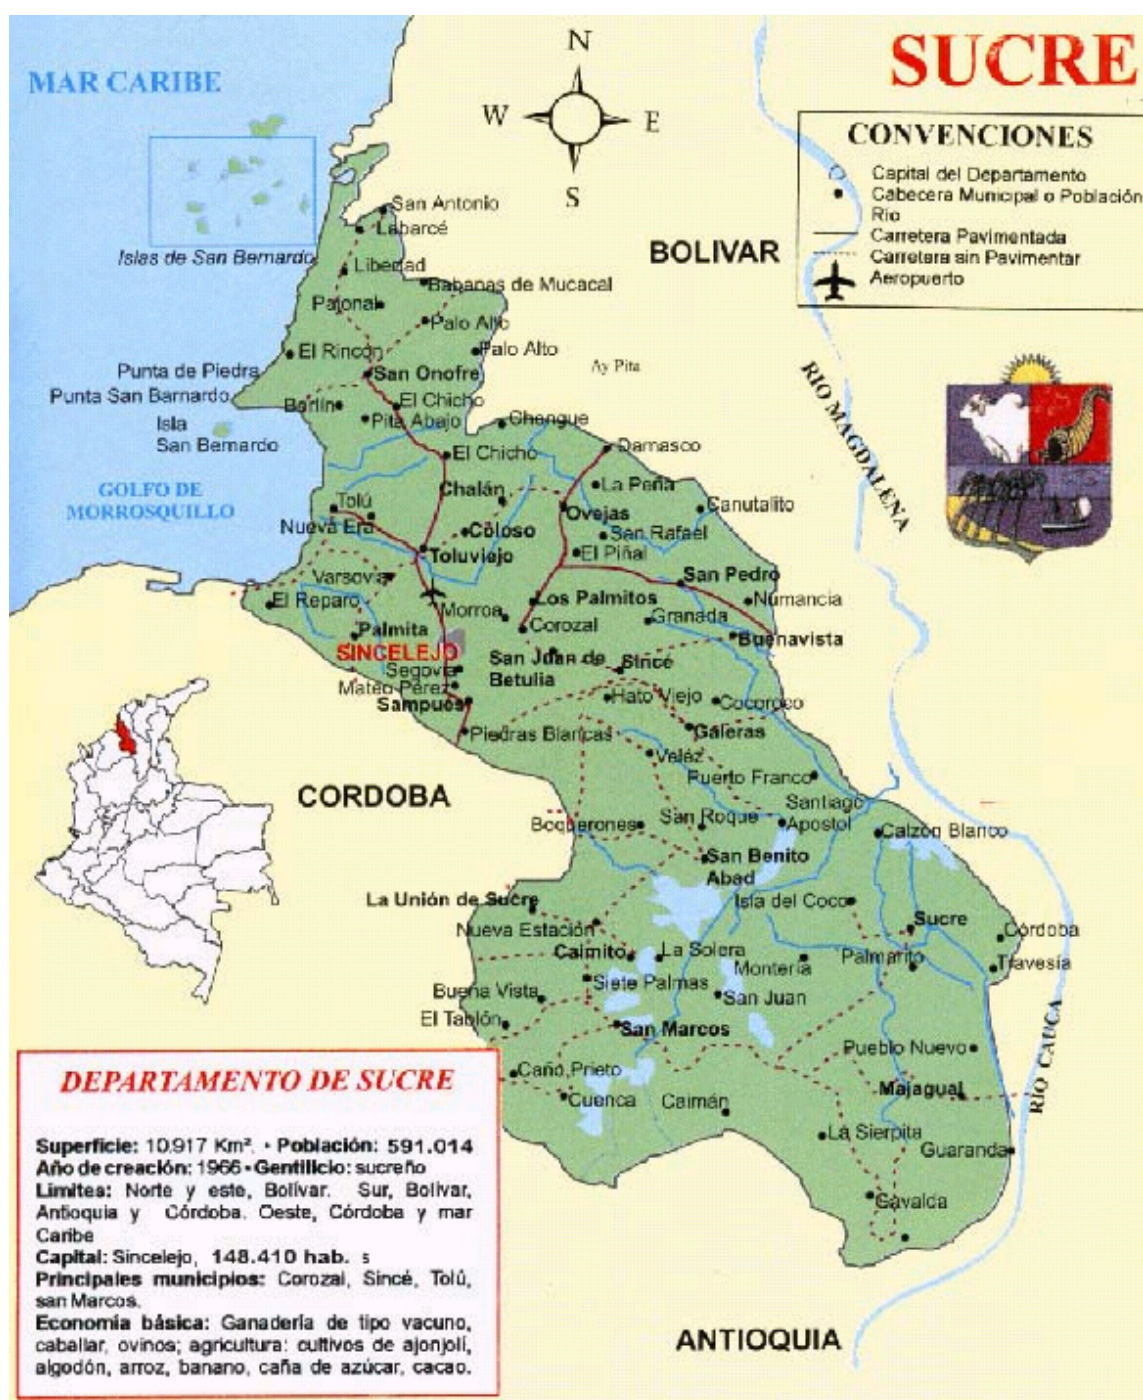 SUCRE
MAR CARIBE
N
W
E
S
CONVENCIONES
Capital del Departamento
Cabecera Municipal o Población
Río
Carretera Pavimentada
Carretera sin Pavimentar
Aeropuerto
Islas de San Bernardo
BOLIVAR
San Antonio
Labarcé
Libertad
Babanas de Mucacal
Pajonal
Palo Alto
El Rincón
Palo Alto
Ay Pita
Punta de Piedra
San Onofre
Punta San Barnardo
Berlín
El Chicho
Isla
San Bernardo
Pita Abajo
Chengue
RIO MAGDALENA
El Chicho
Damasco
GOLFO DE
MORROSQUILLO
Chalán
La Peña
Tolú
Canutalito
Nueva Era
Ovejas
Coloso
San Rafael
Toluviejo
El Piñal
Varsovia
San Pedro
El Reparo
Morroa
Los Palmitos
Numancia
Granada
Palmita
Corozal
Buenavista
SINCELEJO
San Juan de
Betulia
Sincé
Segovia
Mateo Pérez
Hato Viejo
Cocoroco
Sampués
Piedras Blancas
Galeras
Veléz
CORDOBA
Puerto Franco
Santiago
Apostol
Boquerones
San Roque
Calzón Blanco
San Benito
Abad
La Unión de Sucre
Isla del Coco
Sucre
Nueva Estación
Córdoba
Caimito
La Solera
Montería
Palmarito
Travesía
Siete Palmas
Buena Vista
San Juan
El Tablón
San Marcos
RIO CAUCA
Pueblo Nuevo
Caño Prieto
Majagual
Cuenca
Caimán
La Sierpita
Guaranda
Gavalda
ANTIOQUIA
DEPARTAMENTO DE SUCRE
Superficie: 10.917 Km². • Población: 591.014
Año de creación: 1966 • Gentilicio: sucreño
Limites: Norte y este, Bolívar. Sur, Bolivar,
Antioquia y Córdoba. Oeste, Córdoba y mar
Caribe
Capital: Sincelejo, 148.410 hab. s
Principales municipios: Corozal, Sincé, Tolú,
san Marcos.
Economía básica: Ganadería de tipo vacuno,
caballar, ovinos; agricultura: cultivos de ajonjolí,
algodón, arroz, banano, caña de azúcar, cacao.